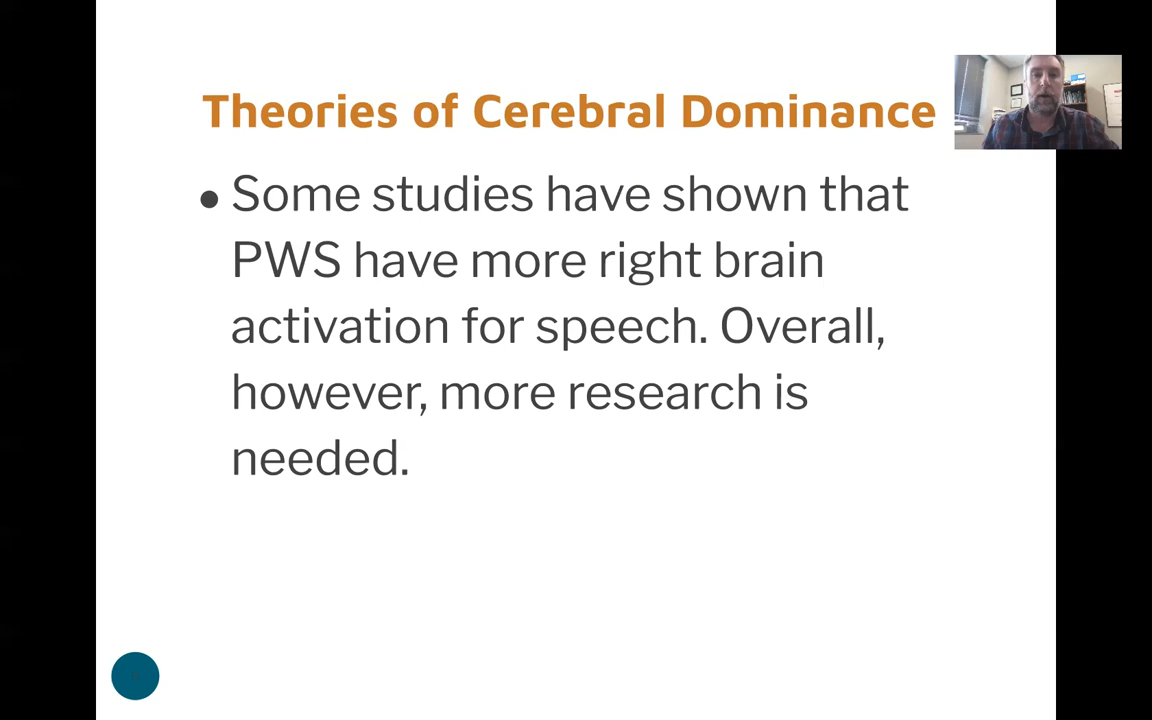 Theories of Cerebral Dominance
● Some studies have shown that
PWS have more right brain
activation for speech. Overall,
however, more research is
needed.